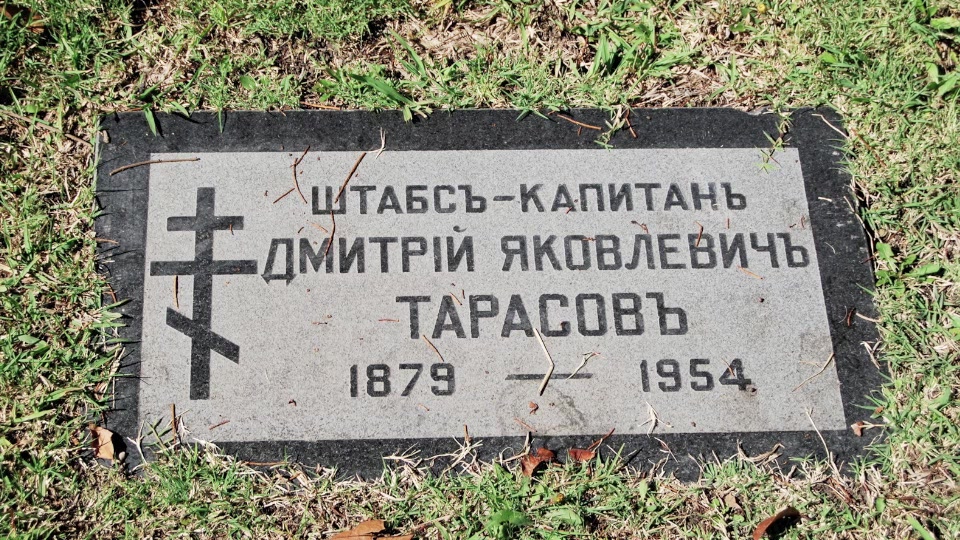 ШТАБСЪ-КАПИТАНЪ
ДМИТРІЙ ЯКОВЛЕВИЧЪ
ТАРАСОВЪ
1879 — 1954